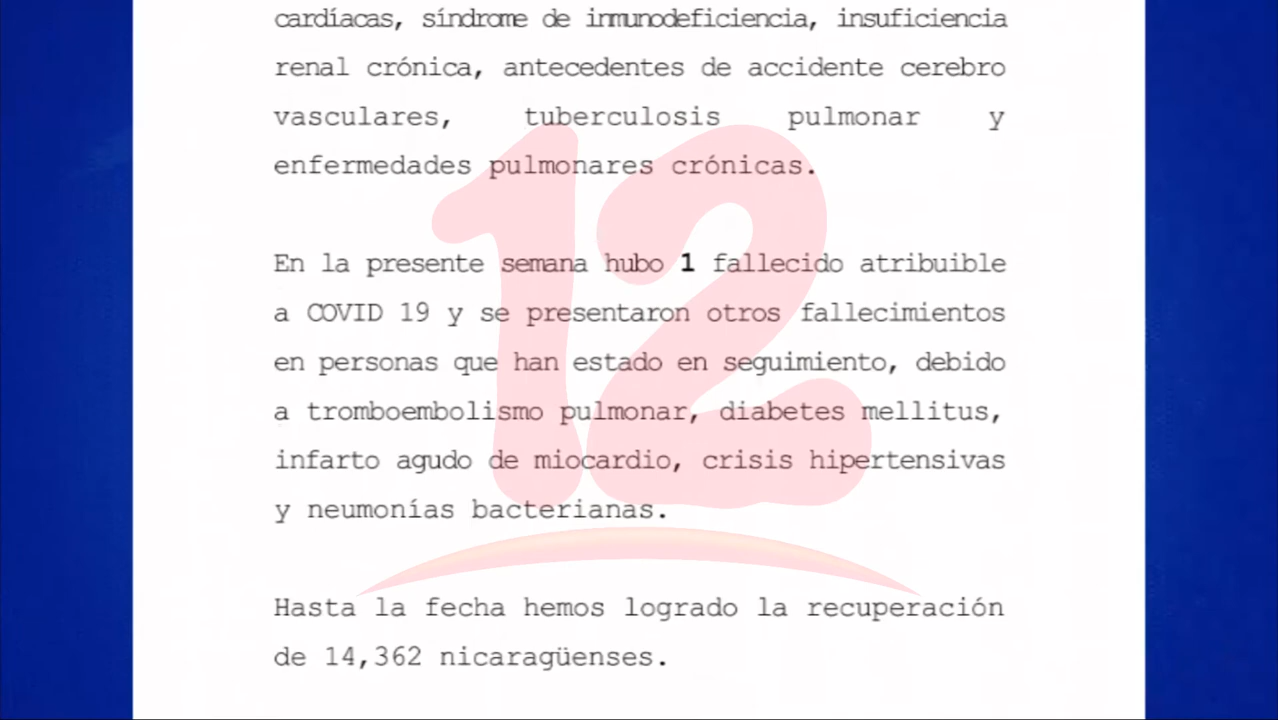 cardíacas, síndrome de inmunodeficiencia, insuficiencia
renal crónica, antecedentes de accidente cerebro
vasculares, tuberculosis pulmonar y
enfermedades pulmonares crónicas.
En la presente semana hubo 1 fallecido atribuible
a COVID 19 y se presentaron otros fallecimientos
en personas que han estado en seguimiento, debido
a tromboembolismo pulmonar, diabetes mellitus,
infarto agudo de miocardio, crisis hipertensivas
y neumonías bacterianas.
Hasta la fecha hemos logrado la recuperación
de 14,362 nicaragüenses.
12